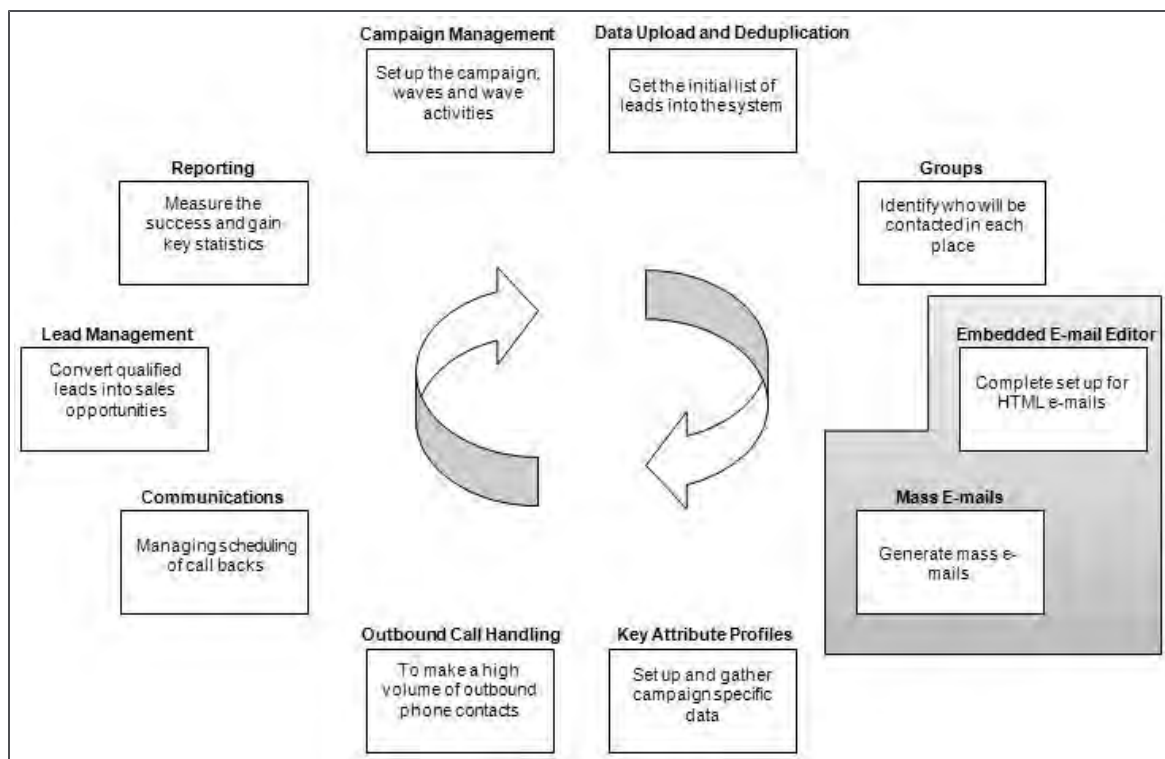 Campaign Management
Set up the campaign,
waves and wave
activities
Data Upload and Deduplication
Get the initial list of
leads into the system
Groups
Identify who will be
contacted in each
place
Embedded E-mail Editor
Complete set up for
HTML e-mails
Mass E-mails
Generate mass e-
mails
Key Attribute Profiles
Set up and gather
campaign specific
data
Outbound Call Handling
To make a high
volume of outbound
phone contacts
Communications
Managing scheduling
of call backs
Lead Management
Convert qualified
leads into sales
opportunities
Reporting
Measure the
success and gain
key statistics